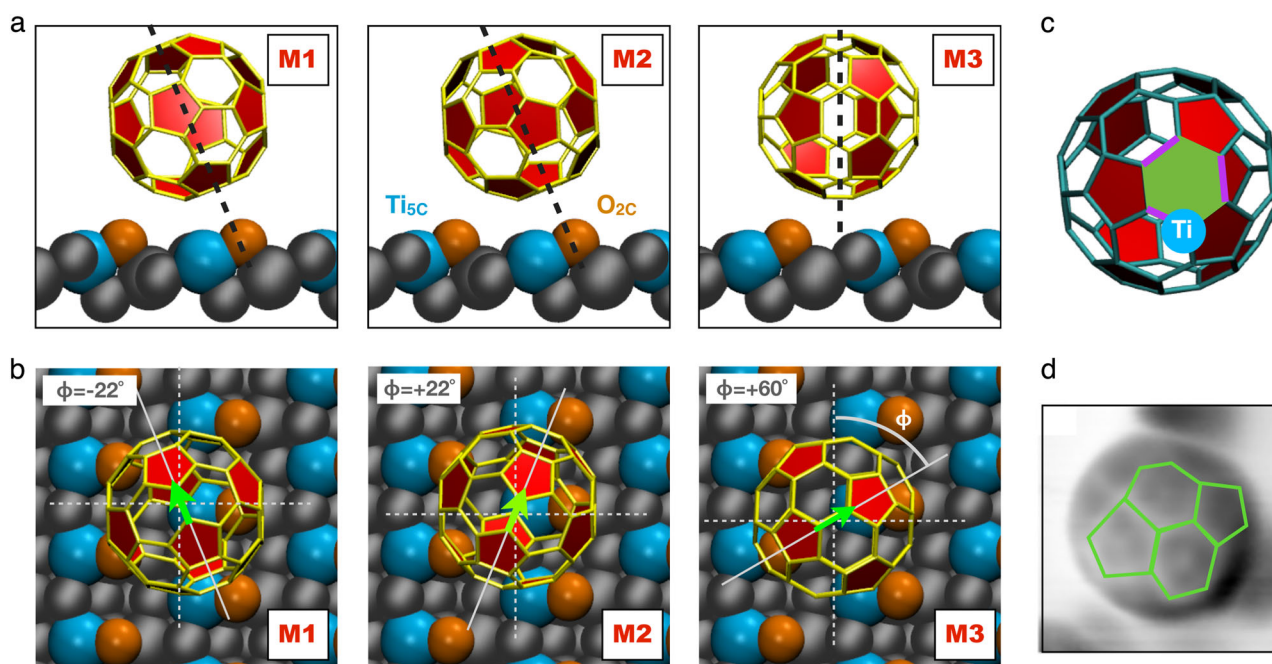 a
M1
M2
M3
c
Ti5C
O2C
Ti
b
ϕ=-22°
ϕ=+22°
ϕ=+60°
ϕ
d
M1
M2
M3